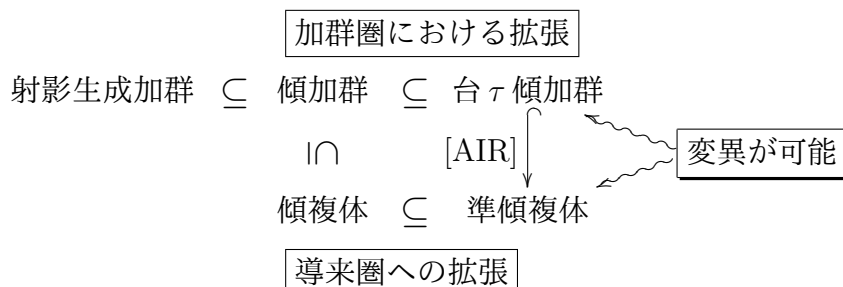 加群圏における拡張
射影生成加群 ⊆ 傾加群 ⊆ 台 τ 傾加群
⊆ [AIR] 変異が可能
傾複体 ⊆ 準傾複体
導来圏への拡張